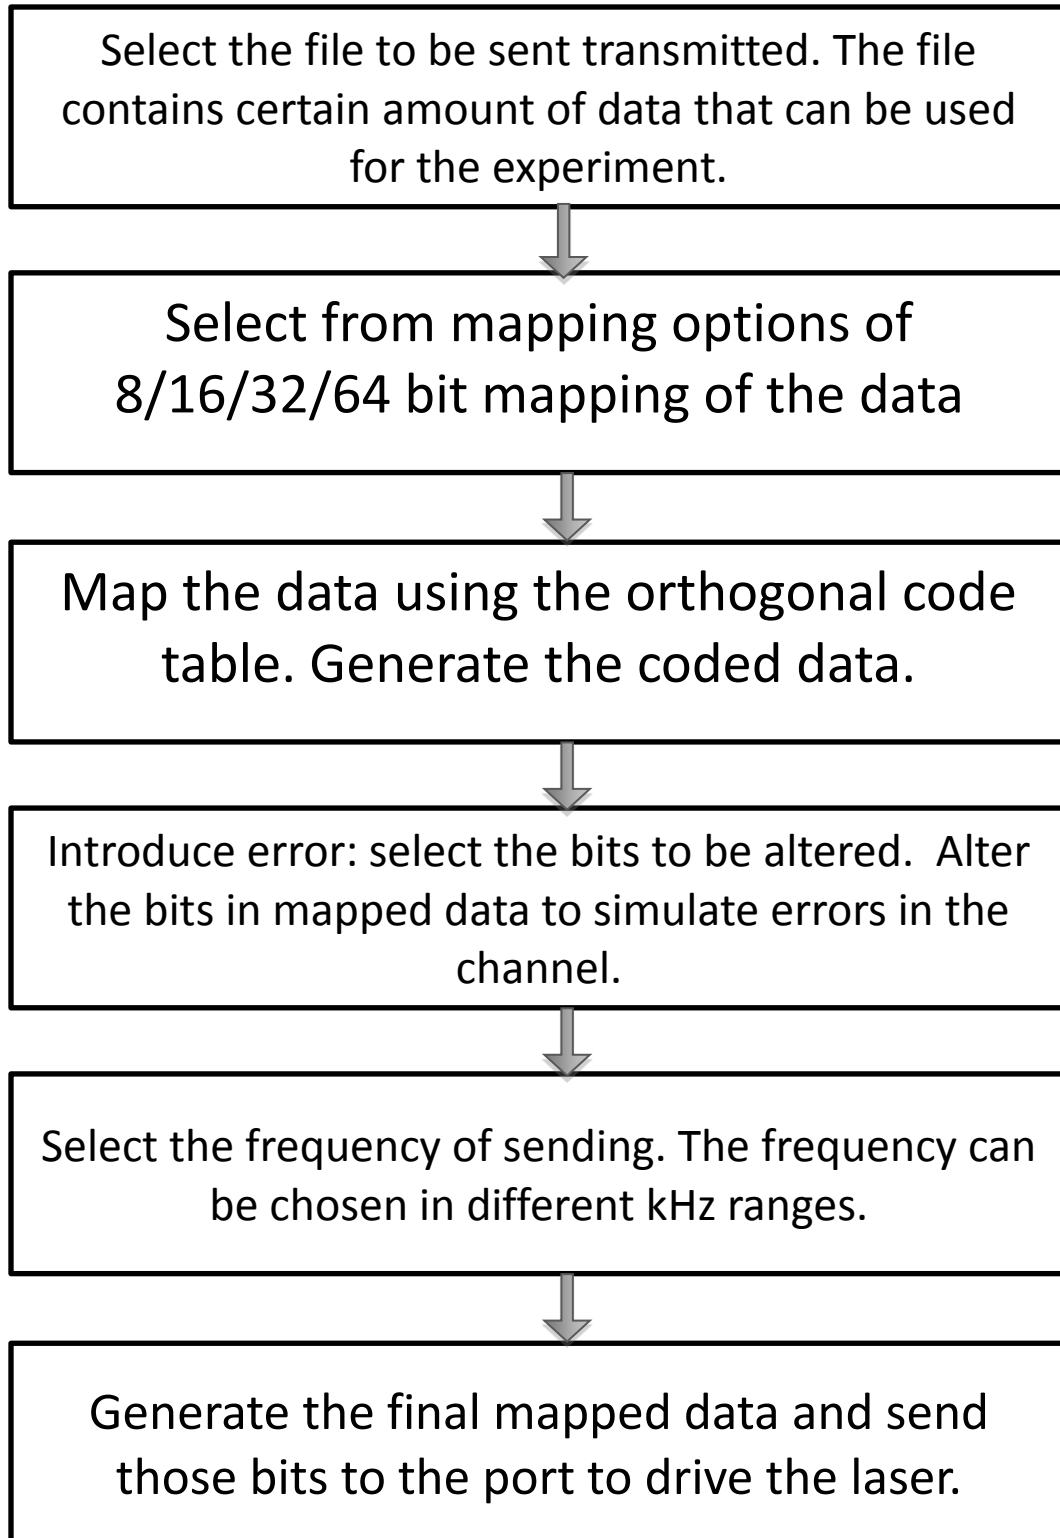 Select the file to be sent transmitted. The file
contains certain amount of data that can be used
for the experiment.
Select from mapping options of
8/16/32/64 bit mapping of the data
Map the data using the orthogonal code
table. Generate the coded data.
Introduce error: select the bits to be altered.  Alter
the bits in mapped data to simulate errors in the
channel.
Select the frequency of sending. The frequency can
be chosen in different kHz ranges.
Generate the final mapped data and send
those bits to the port to drive the laser.